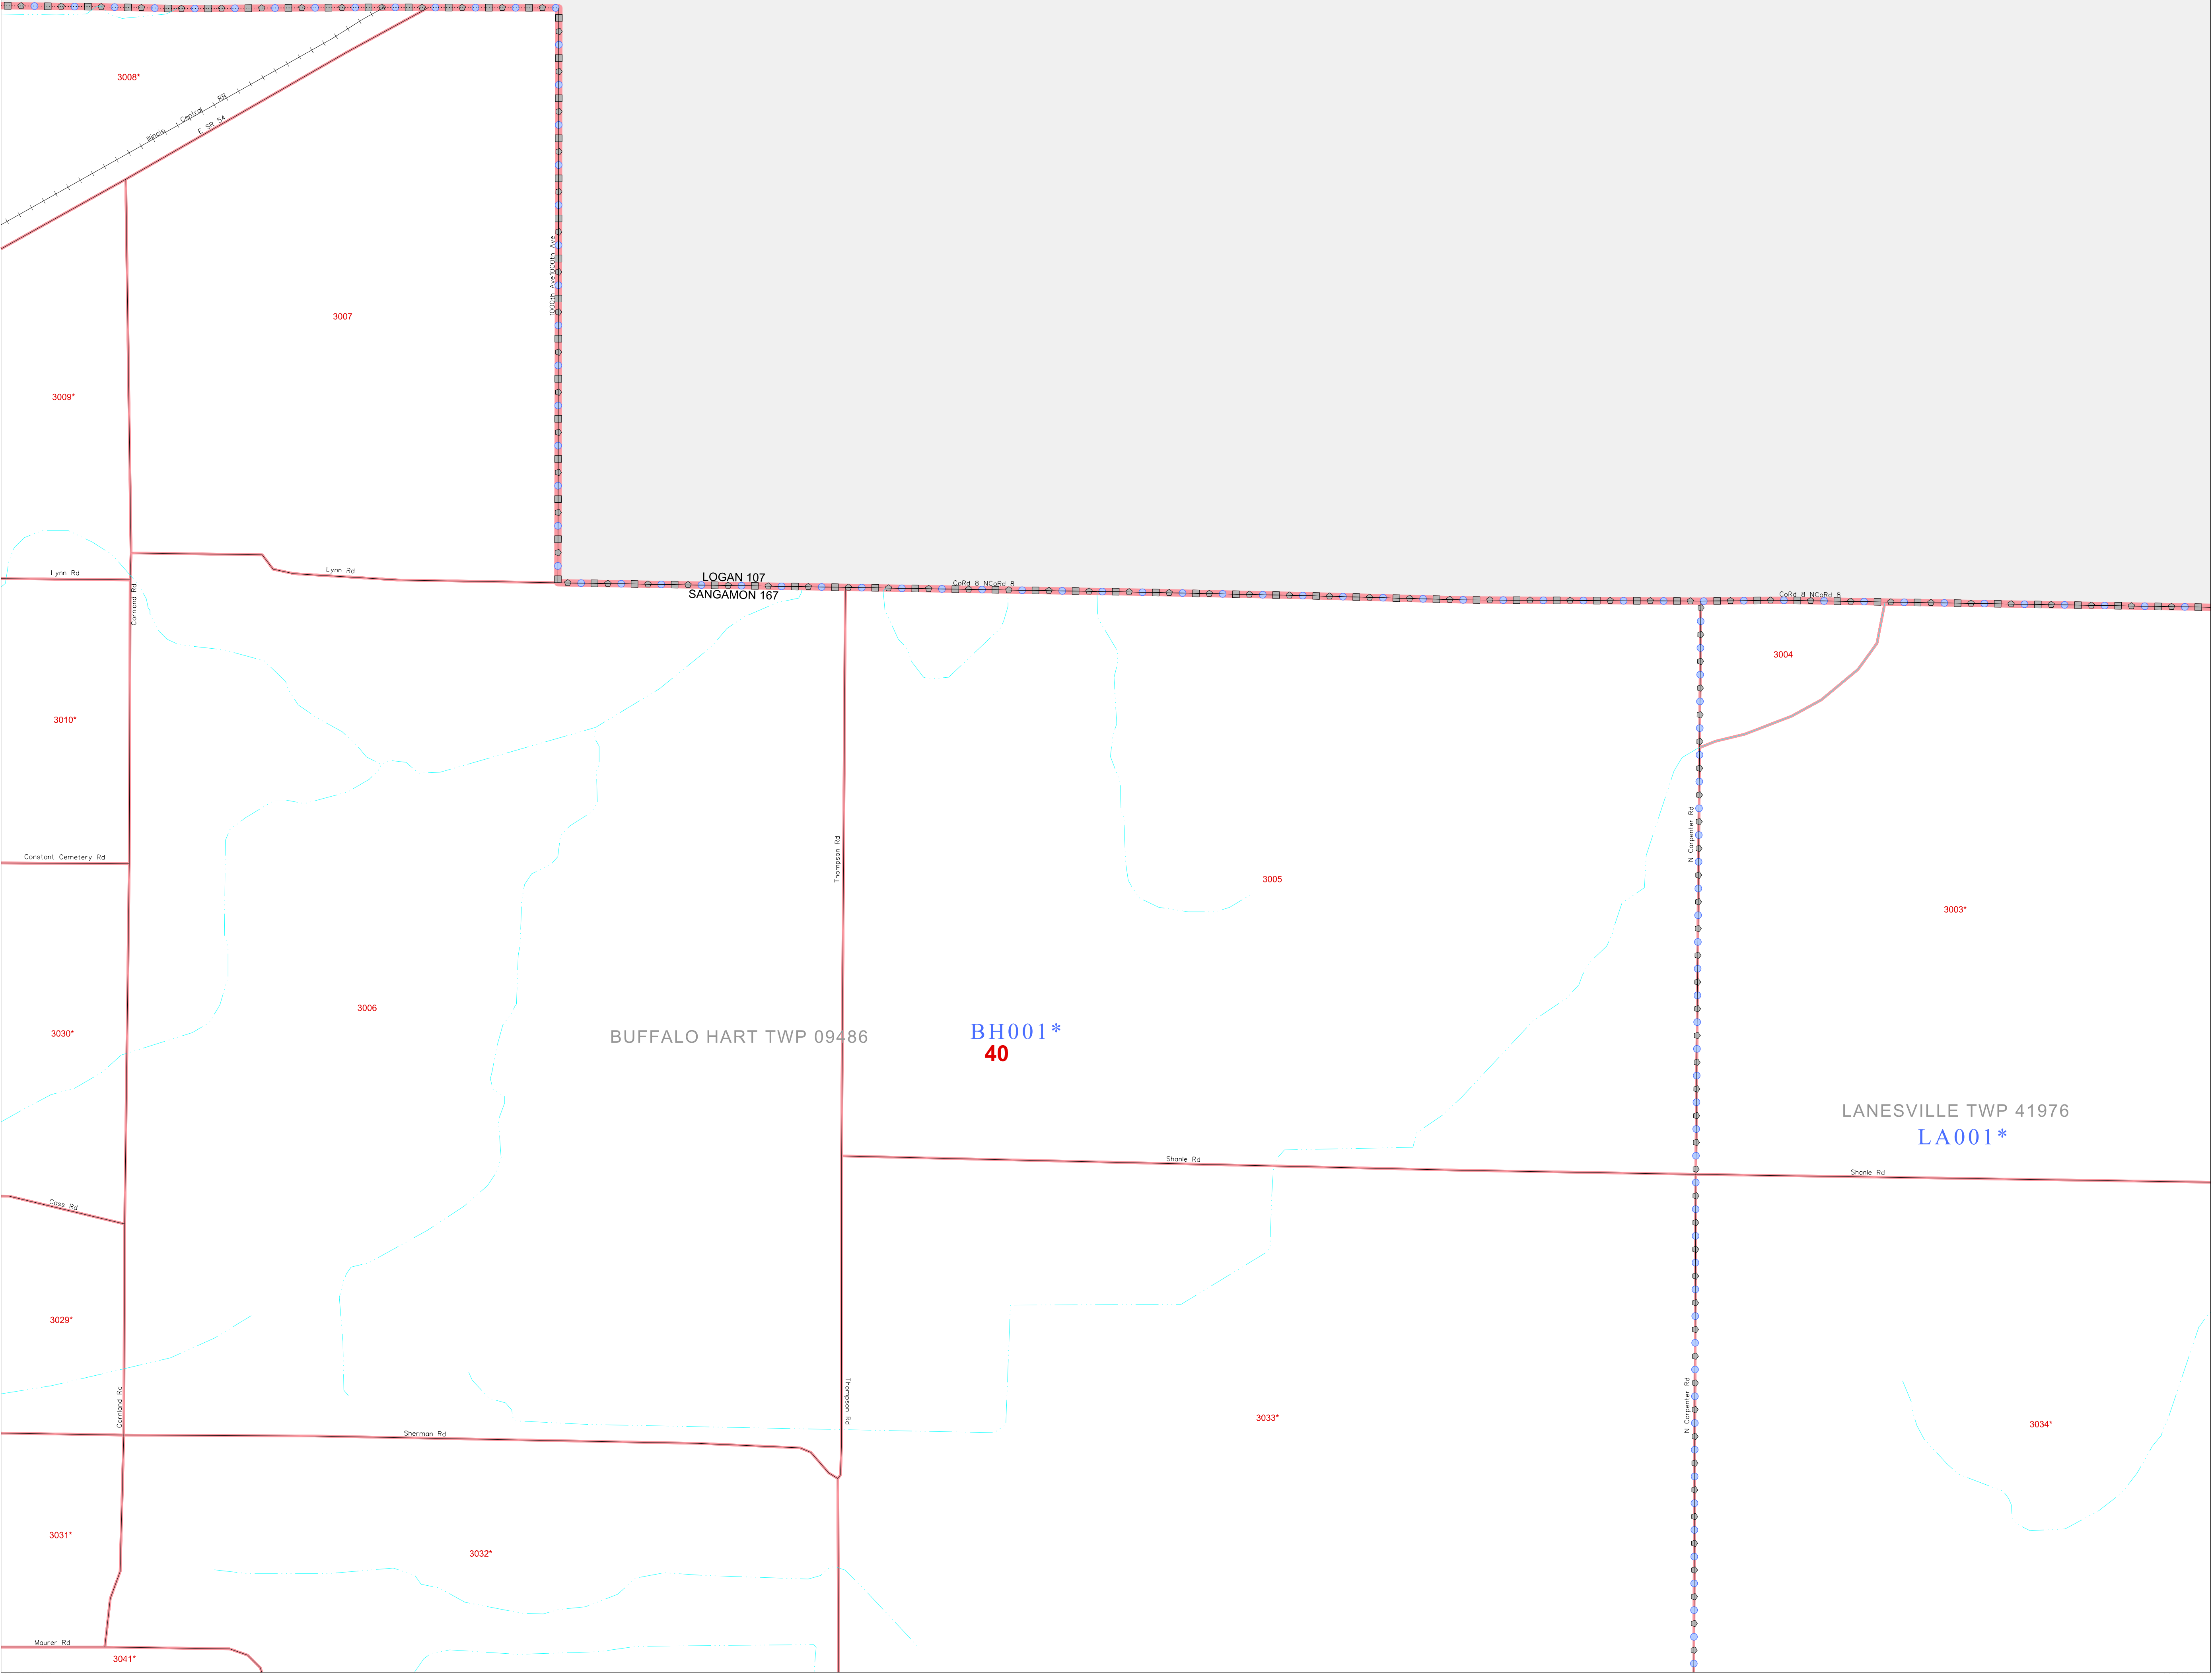 3008*
Illinois Central RR
E SR 54
1000th Ave
1000th Ave
3007
3009*
Lynn Rd
Lynn Rd
Cornland Rd
LOGAN 107
SANGAMON 167
CoRd 8 NCoRd 8
CoRd 8 NCoRd 8
3004
3010*
Constant Cemetery Rd
Thompson Rd
N Carpenter Rd
3005
3003*
3006
3030*
BUFFALO HART TWP 09486
BH001*
40
LANESVILLE TWP 41976
LA001*
Shanle Rd
Shanle Rd
Cass Rd
3029*
Cornland Rd
Thompson Rd
N Carpenter Rd
3033*
3034*
Sherman Rd
3031*
3032*
Maurer Rd
3041*